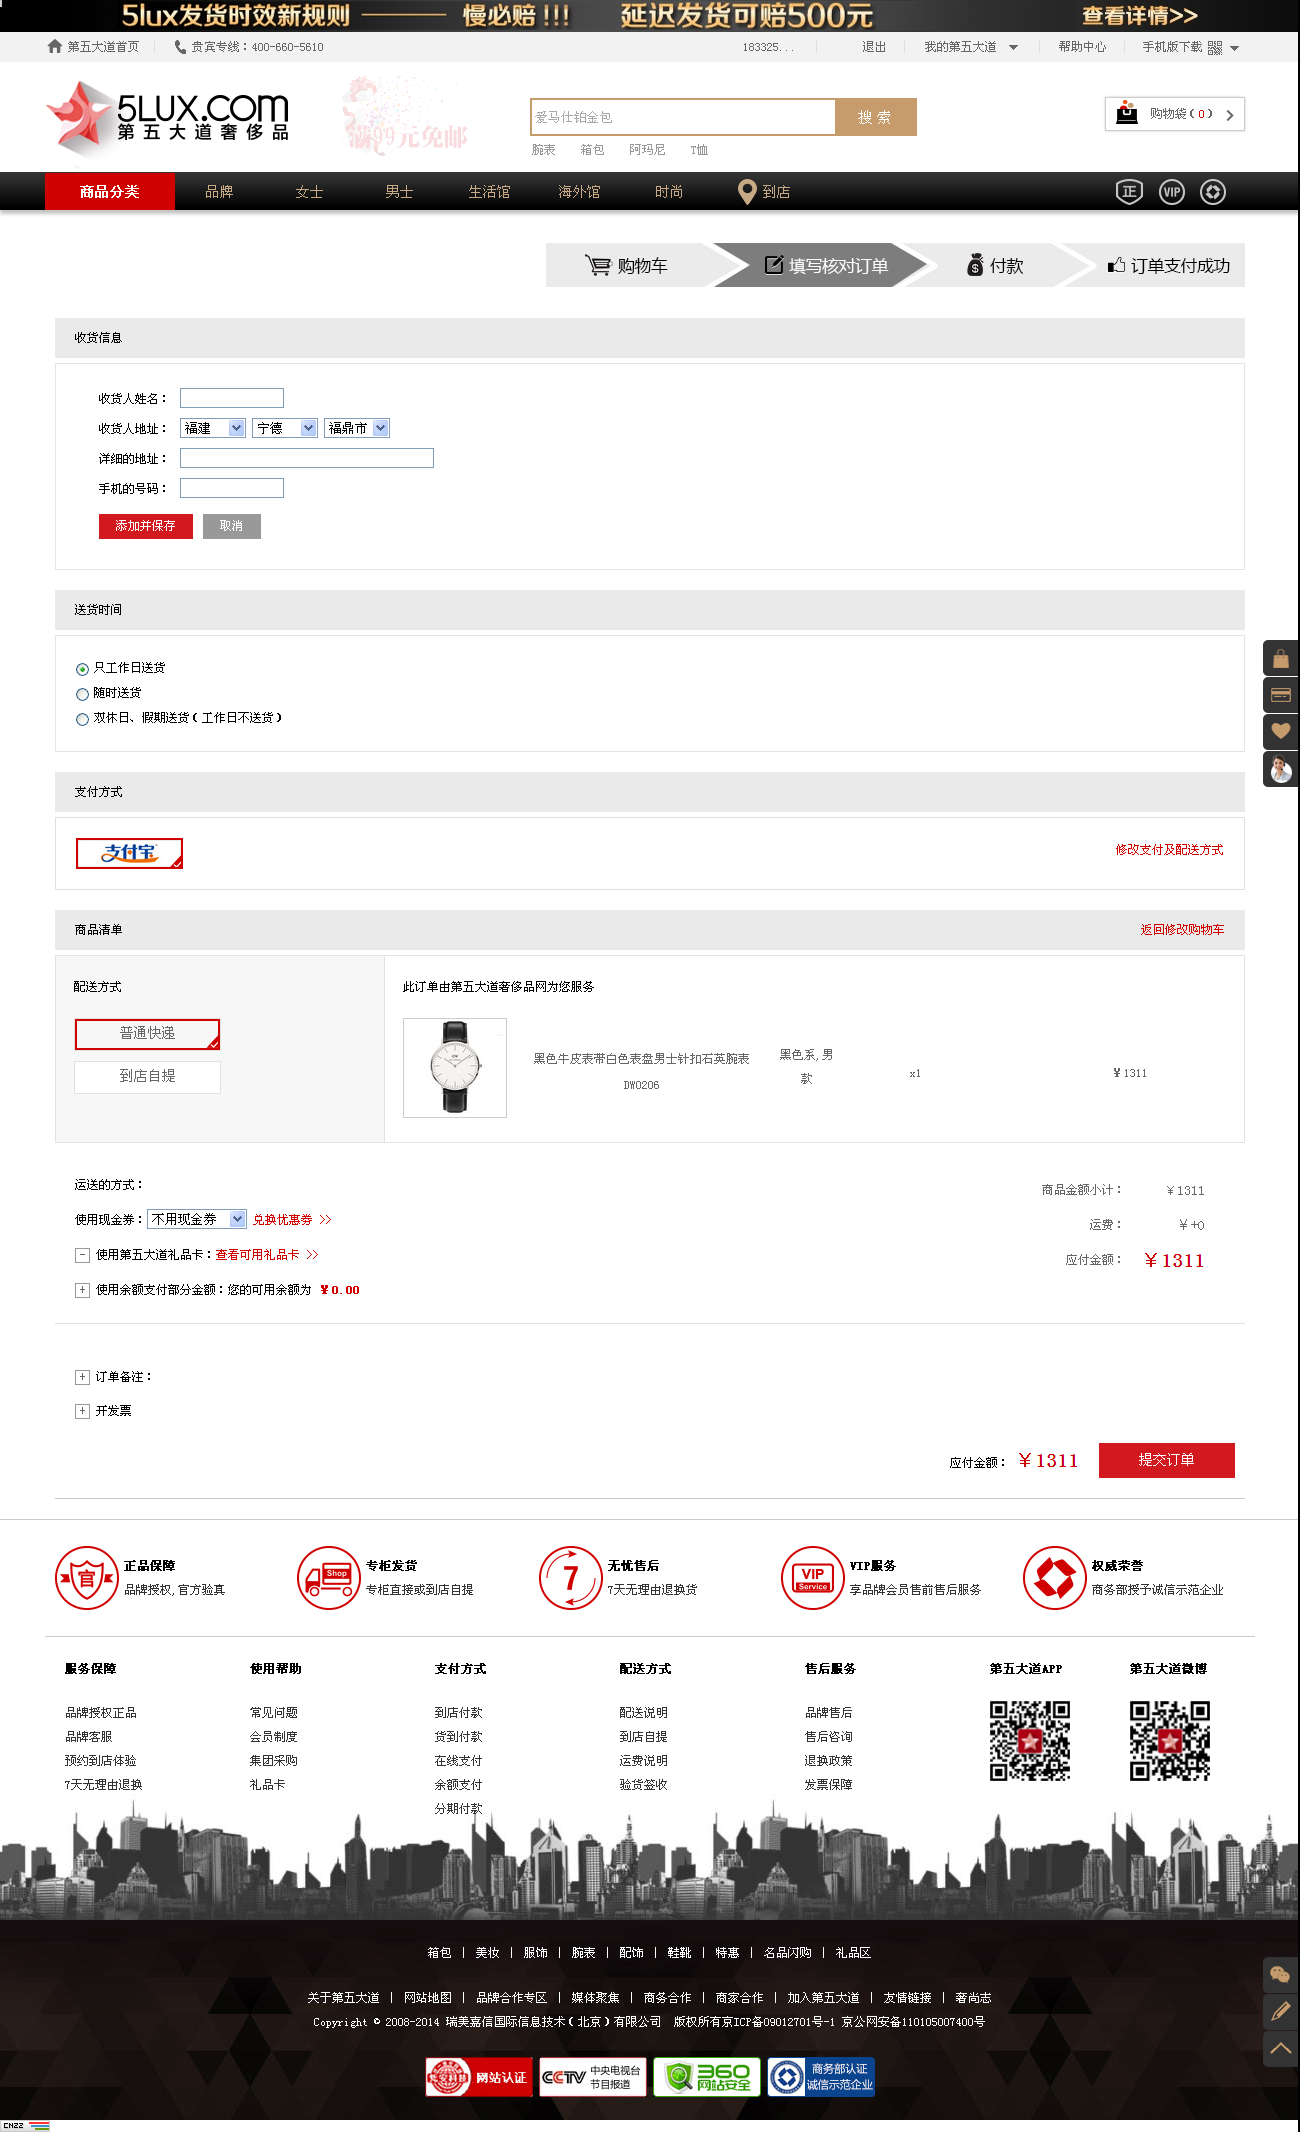 5lux发货时效新规则 ——— 慢必赔 !!! 延迟发货可赔500元 查看详情>>
第五大道首页 贵宾专线：400-660-5610 183325... 退出 我的第五大道 帮助中心 手机版下载
5LUX.COM
第五大道奢侈品
满99元免邮
爱马仕铂金包 搜 索
腕表 箱包 阿玛尼 T恤
购物袋（0）
商品分类 品牌 女士 男士 生活馆 海外馆 时尚 到店 正 VIP
购物车 填写核对订单 付款 订单支付成功
收货信息
收货人姓名：
收货人地址： 福建 宁德 福鼎市
详细的地址：
手机的号码：
添加并保存 取消
送货时间
只工作日送货
随时送货
双休日、假期送货（工作日不送货）
支付方式
支付宝 修改支付及配送方式
商品清单 返回修改购物车
配送方式 此订单由第五大道奢侈品网为您服务
普通快递
到店自提
黑色牛皮表带白色表盘男士针扣石英腕表
DW0206
黑色系,男
款
x1 ¥ 1311
运送的方式： 商品金额小计： ￥1311
使用现金券： 不用现金券 兑换优惠券 >> 运费： ￥+0
使用第五大道礼品卡：查看可用礼品卡 >> 应付金额： ￥1311
使用余额支付部分金额：您的可用余额为 ¥0.00
订单备注：
开发票
应付金额： ￥1311 提交订单
官 正品保障
品牌授权,官方验真
Shop 专柜发货
专柜直接或到店自提
7 无忧售后
7天无理由退换货
VIP Service VIP服务
享品牌会员售前售后服务
权威荣誉
商务部授予诚信示范企业
服务保障 使用帮助 支付方式 配送方式 售后服务 第五大道APP 第五大道微博
品牌授权正品 常见问题 到店付款 配送说明 品牌售后
品牌客服 会员制度 货到付款 到店自提 售后咨询
预约到店体验 集团采购 在线支付 运费说明 退换政策
7天无理由退换 礼品卡 余额支付 验货签收 发票保障
分期付款
箱包 | 美妆 | 服饰 | 腕表 | 配饰 | 鞋靴 | 特惠 | 名品闪购 | 礼品区
关于第五大道 | 网站地图 | 品牌合作专区 | 媒体聚焦 | 商务合作 | 商家合作 | 加入第五大道 | 友情链接 | 奢尚志
Copyright © 2008-2014 瑞美嘉信国际信息技术（北京）有限公司 版权所有京ICP备09012701号-1 京公网安备110105007400号
网站认证 CCTV 中央电视台 节目报道 360 网站安全 商务部认证 诚信示范企业
CNZZ